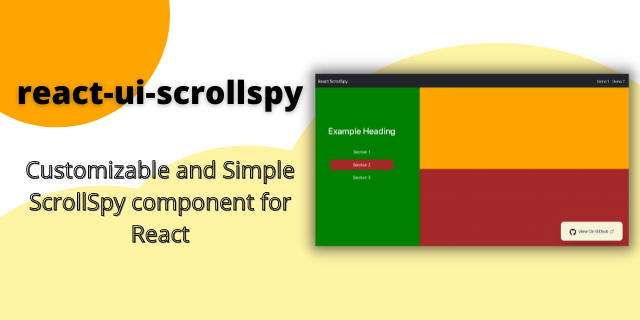 react-ui-scrollspy
Customizable and Simple
ScrollSpy component for
React
React ScrollSpy
Demo 1 Demo 2
Example Heading
Section 1
Section 2
Section 3
View On Github